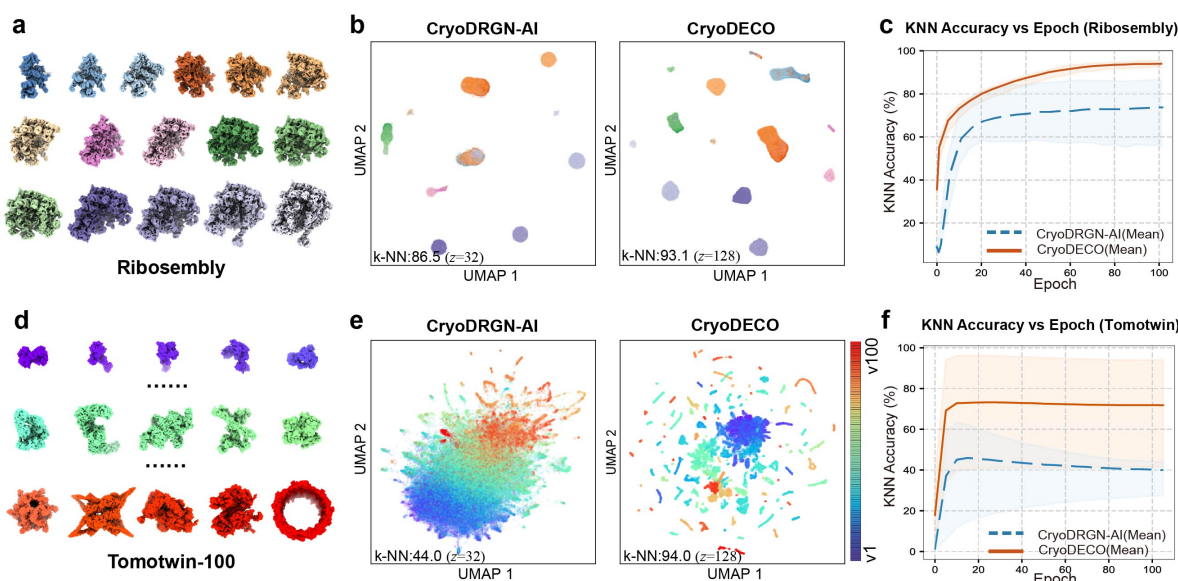 a
Ribosembly
b
CryoDRGN-AI
UMAP 2
k-NN:86.5 (z=32)
UMAP 1
CryoDECO
UMAP 2
k-NN:93.1 (z=128)
UMAP 1
c
KNN Accuracy vs Epoch (Ribosembly)
KNN Accuracy (%)
100
80
60
40
20
0 20 40 60 80 100
Epoch
CryoDRGN-AI(Mean)
CryoDECO(Mean)
d
......
......
Tomotwin-100
e
CryoDRGN-AI
UMAP 2
k-NN:44.0 (z=32)
UMAP 1
CryoDECO
UMAP 2
k-NN:94.0 (z=128)
UMAP 1
v100
v1
f
KNN Accuracy vs Epoch (Tomotwin)
KNN Accuracy (%)
100
80
60
40
20
0
0 20 40 60 80 100
Epoch
CryoDRGN-AI(Mean)
CryoDECO(Mean)